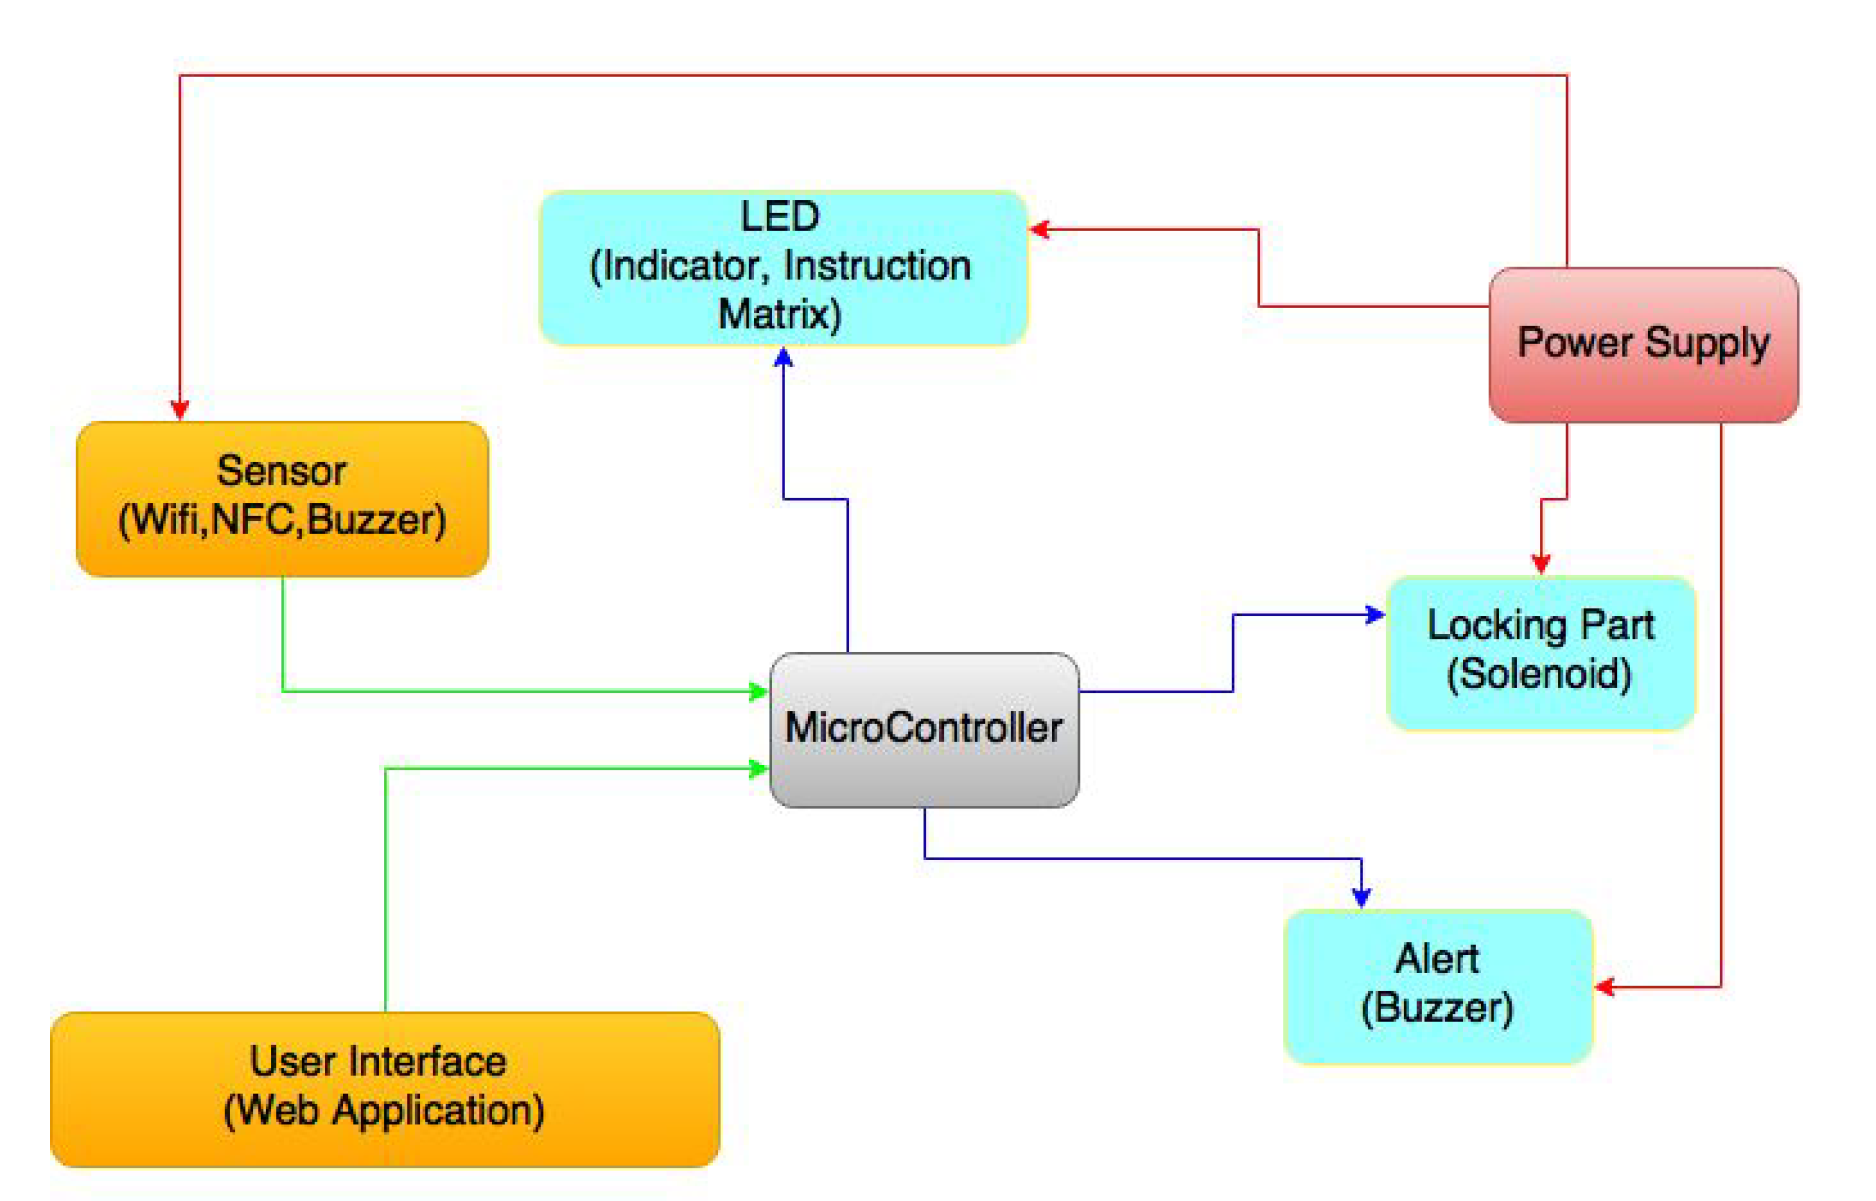 LED
(Indicator, Instruction
Matrix)
Power Supply
Sensor
(Wifi,NFC,Buzzer)
Locking Part
(Solenoid)
MicroController
Alert
(Buzzer)
User Interface
(Web Application)